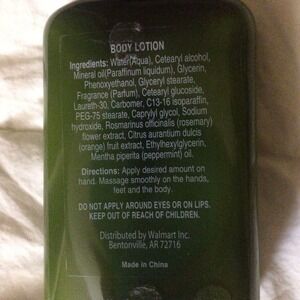 BODY LOTION
Ingredients: Water(Aqua), Cetearyl alcohol,
Mineral oil(Paraffinum liquidum), Glycerin,
Phenoxyethanol, Glyceryl stearate,
Fragrance (Parfum), Cetearyl glucoside,
Laureth-30, Carbomer, C13-16 isoparaffin,
PEG-75 stearate, Caprylyl glycol, Sodium
hydroxide, Rosmarinus officinalis (rosemary)
flower extract, Citrus aurantium dulcis
(orange) fruit extract, Ethylhexylglycerin,
Mentha piperita (peppermint) oil.
Directions: Apply desired amount on
hand. Massage smoothly on the hands,
feet and the body.
DO NOT APPLY AROUND EYES OR ON LIPS.
KEEP OUT OF REACH OF CHILDREN.
Distributed by Walmart Inc.
Bentonville, AR 72716
Made in China